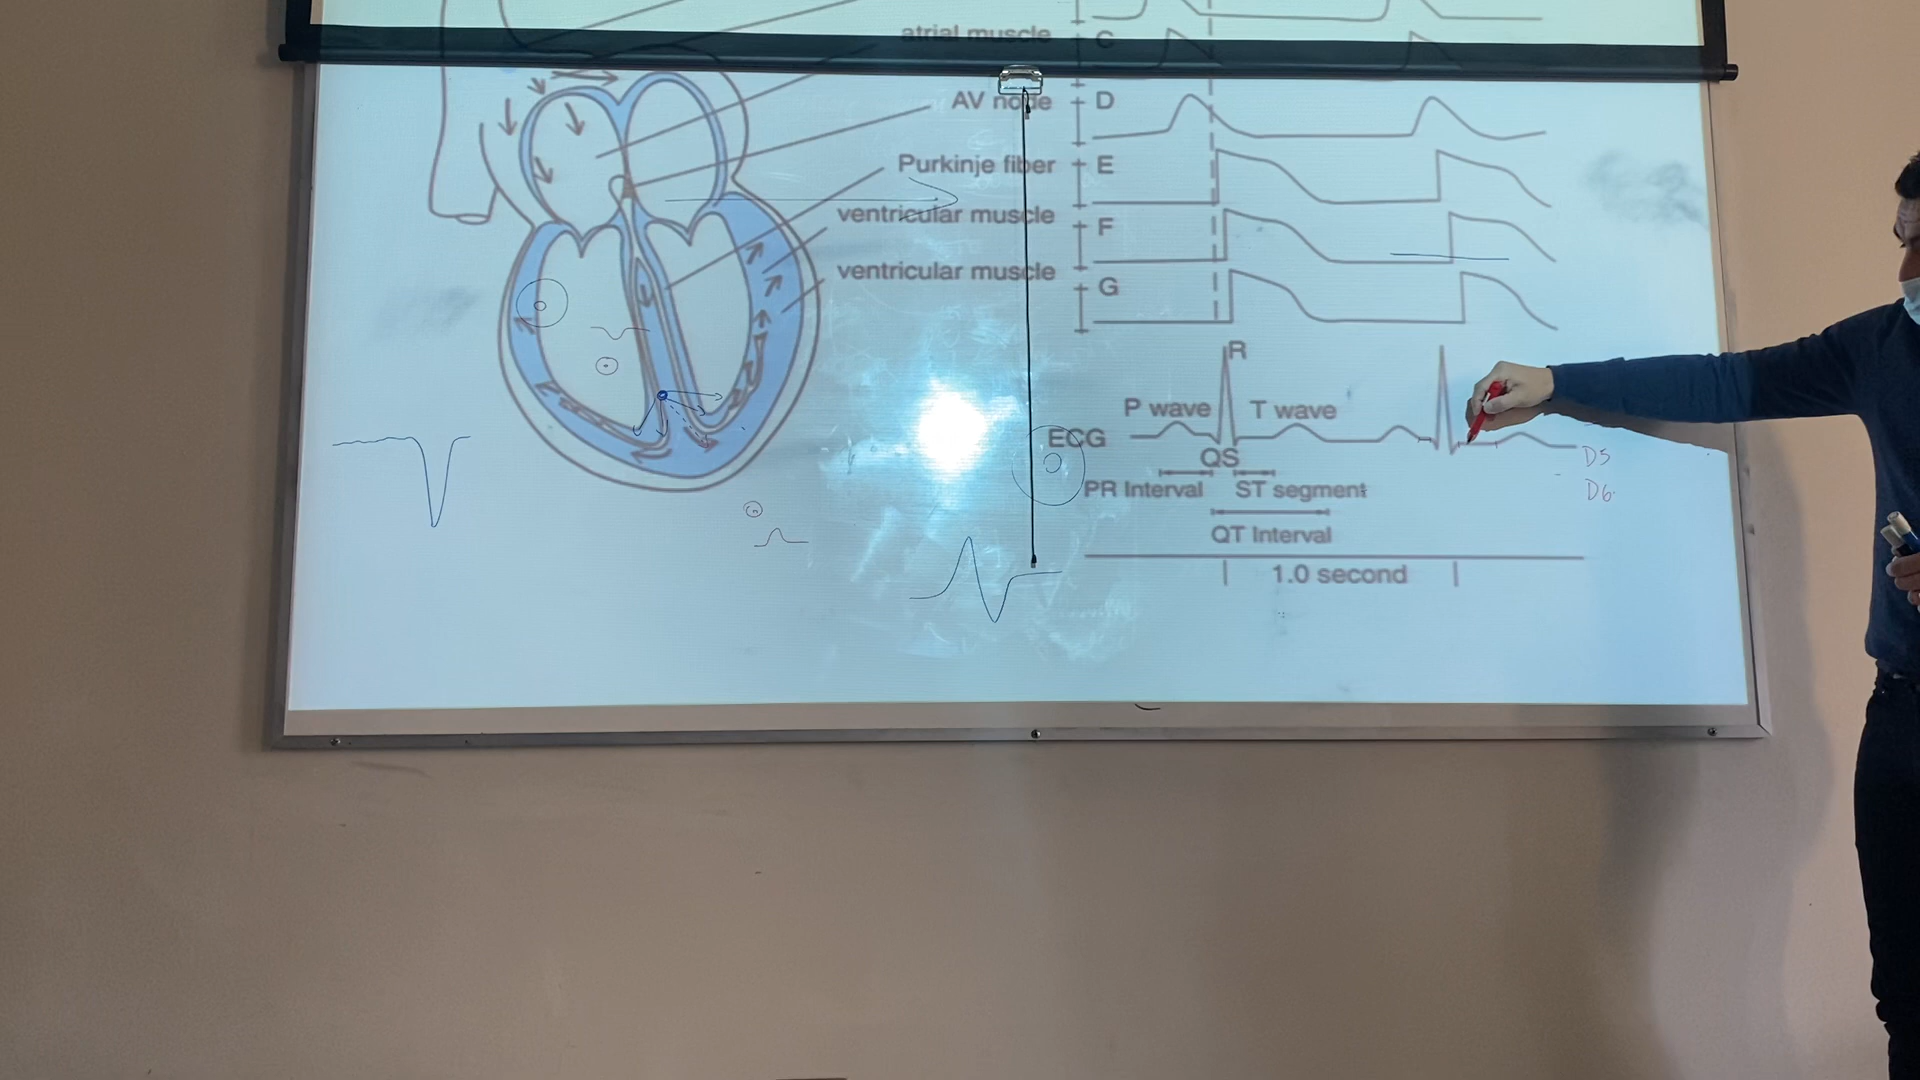 atrial muscle C
AV node D
Purkinje fiber E
ventricular muscle F
ventricular muscle G
R
P wave T wave
ECG
QS
PR Interval ST segment
QT Interval
1.0 second
D5
D6